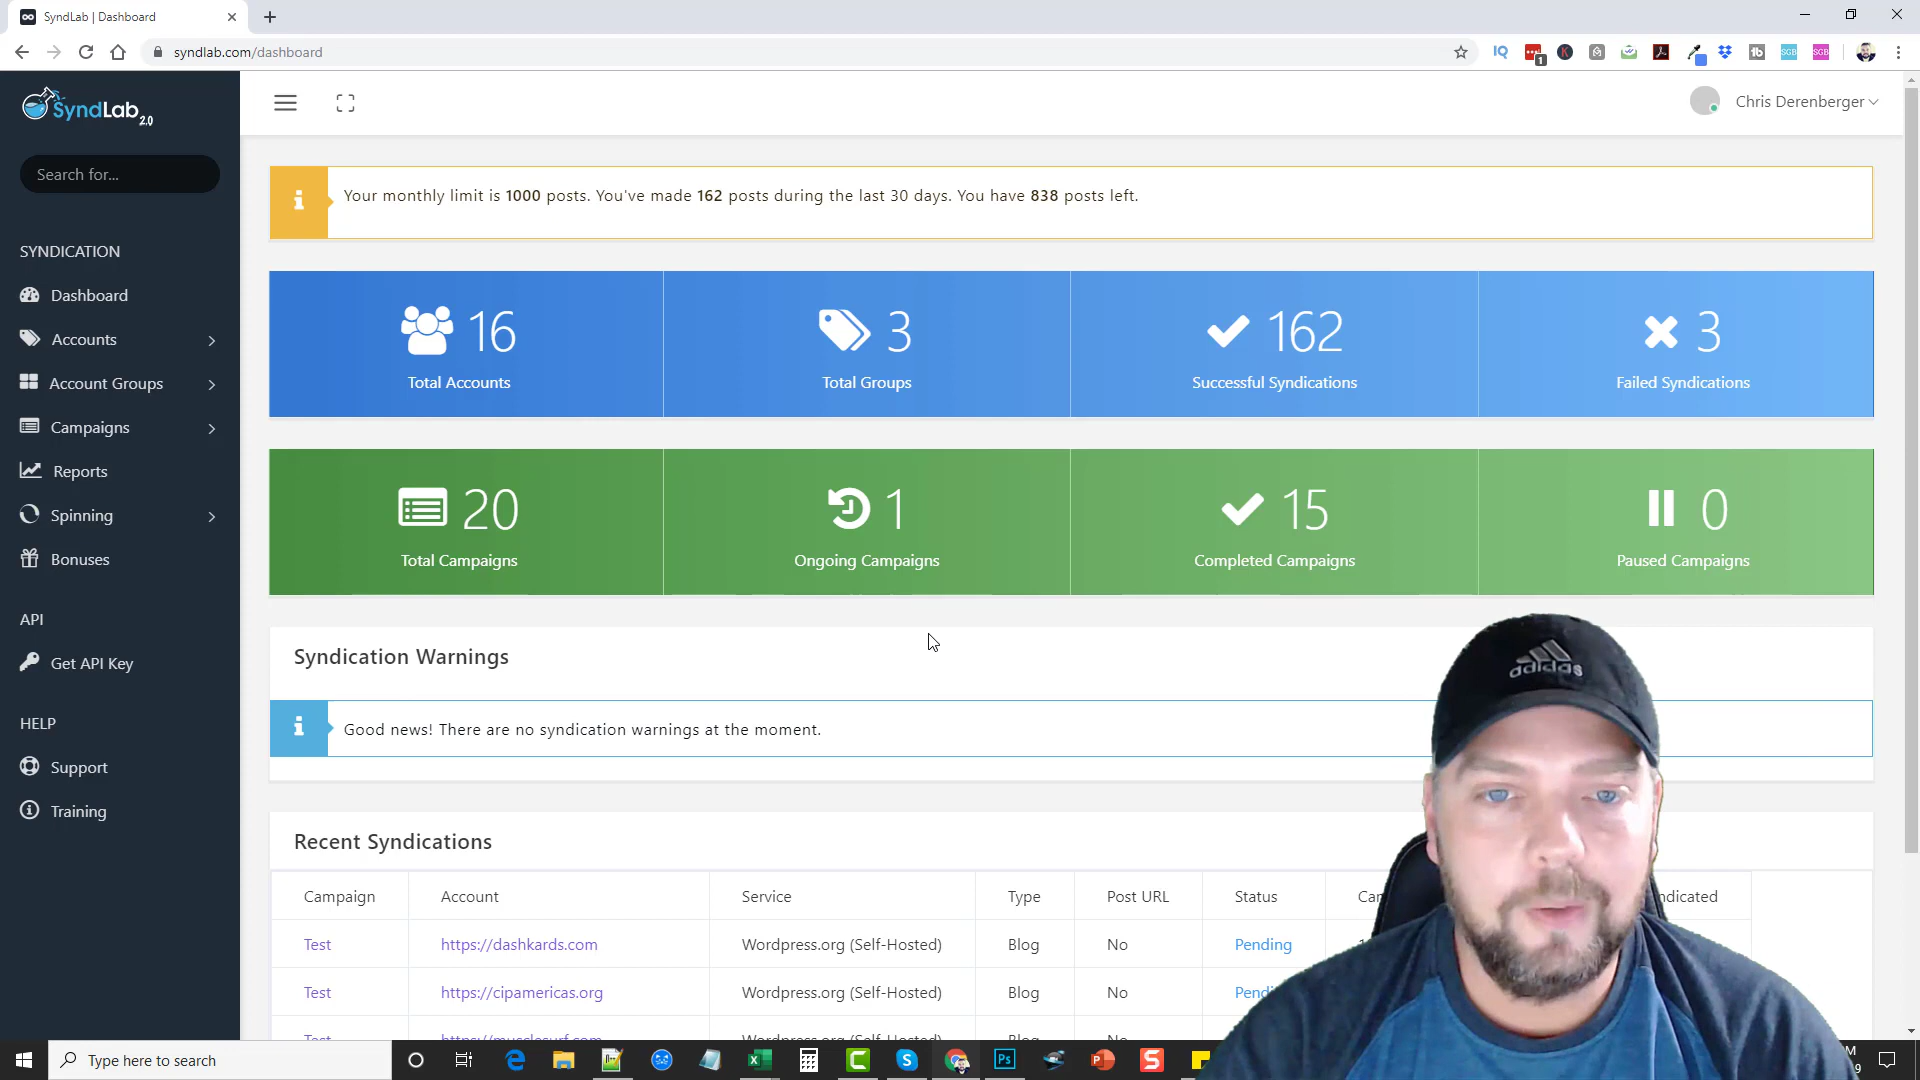 SyndLab | Dashboard
syndlab.com/dashboard
SyndLab 2.0
Chris Derenberger
Search for...
SYNDICATION
Dashboard
Accounts
Account Groups
Campaigns
Reports
Spinning
Bonuses
API
Get API Key
HELP
Support
Training
Your monthly limit is 1000 posts. You've made 162 posts during the last 30 days. You have 838 posts left.
16
Total Accounts
3
Total Groups
162
Successful Syndications
3
Failed Syndications
20
Total Campaigns
1
Ongoing Campaigns
15
Completed Campaigns
0
Paused Campaigns
Syndication Warnings
Good news! There are no syndication warnings at the moment.
adidas
Recent Syndications
Campaign Account Service Type Post URL Status
Test https://dashkards.com Wordpress.org (Self-Hosted) Blog No Pending
Test https://cipamericas.org Wordpress.org (Self-Hosted) Blog No
Type here to search